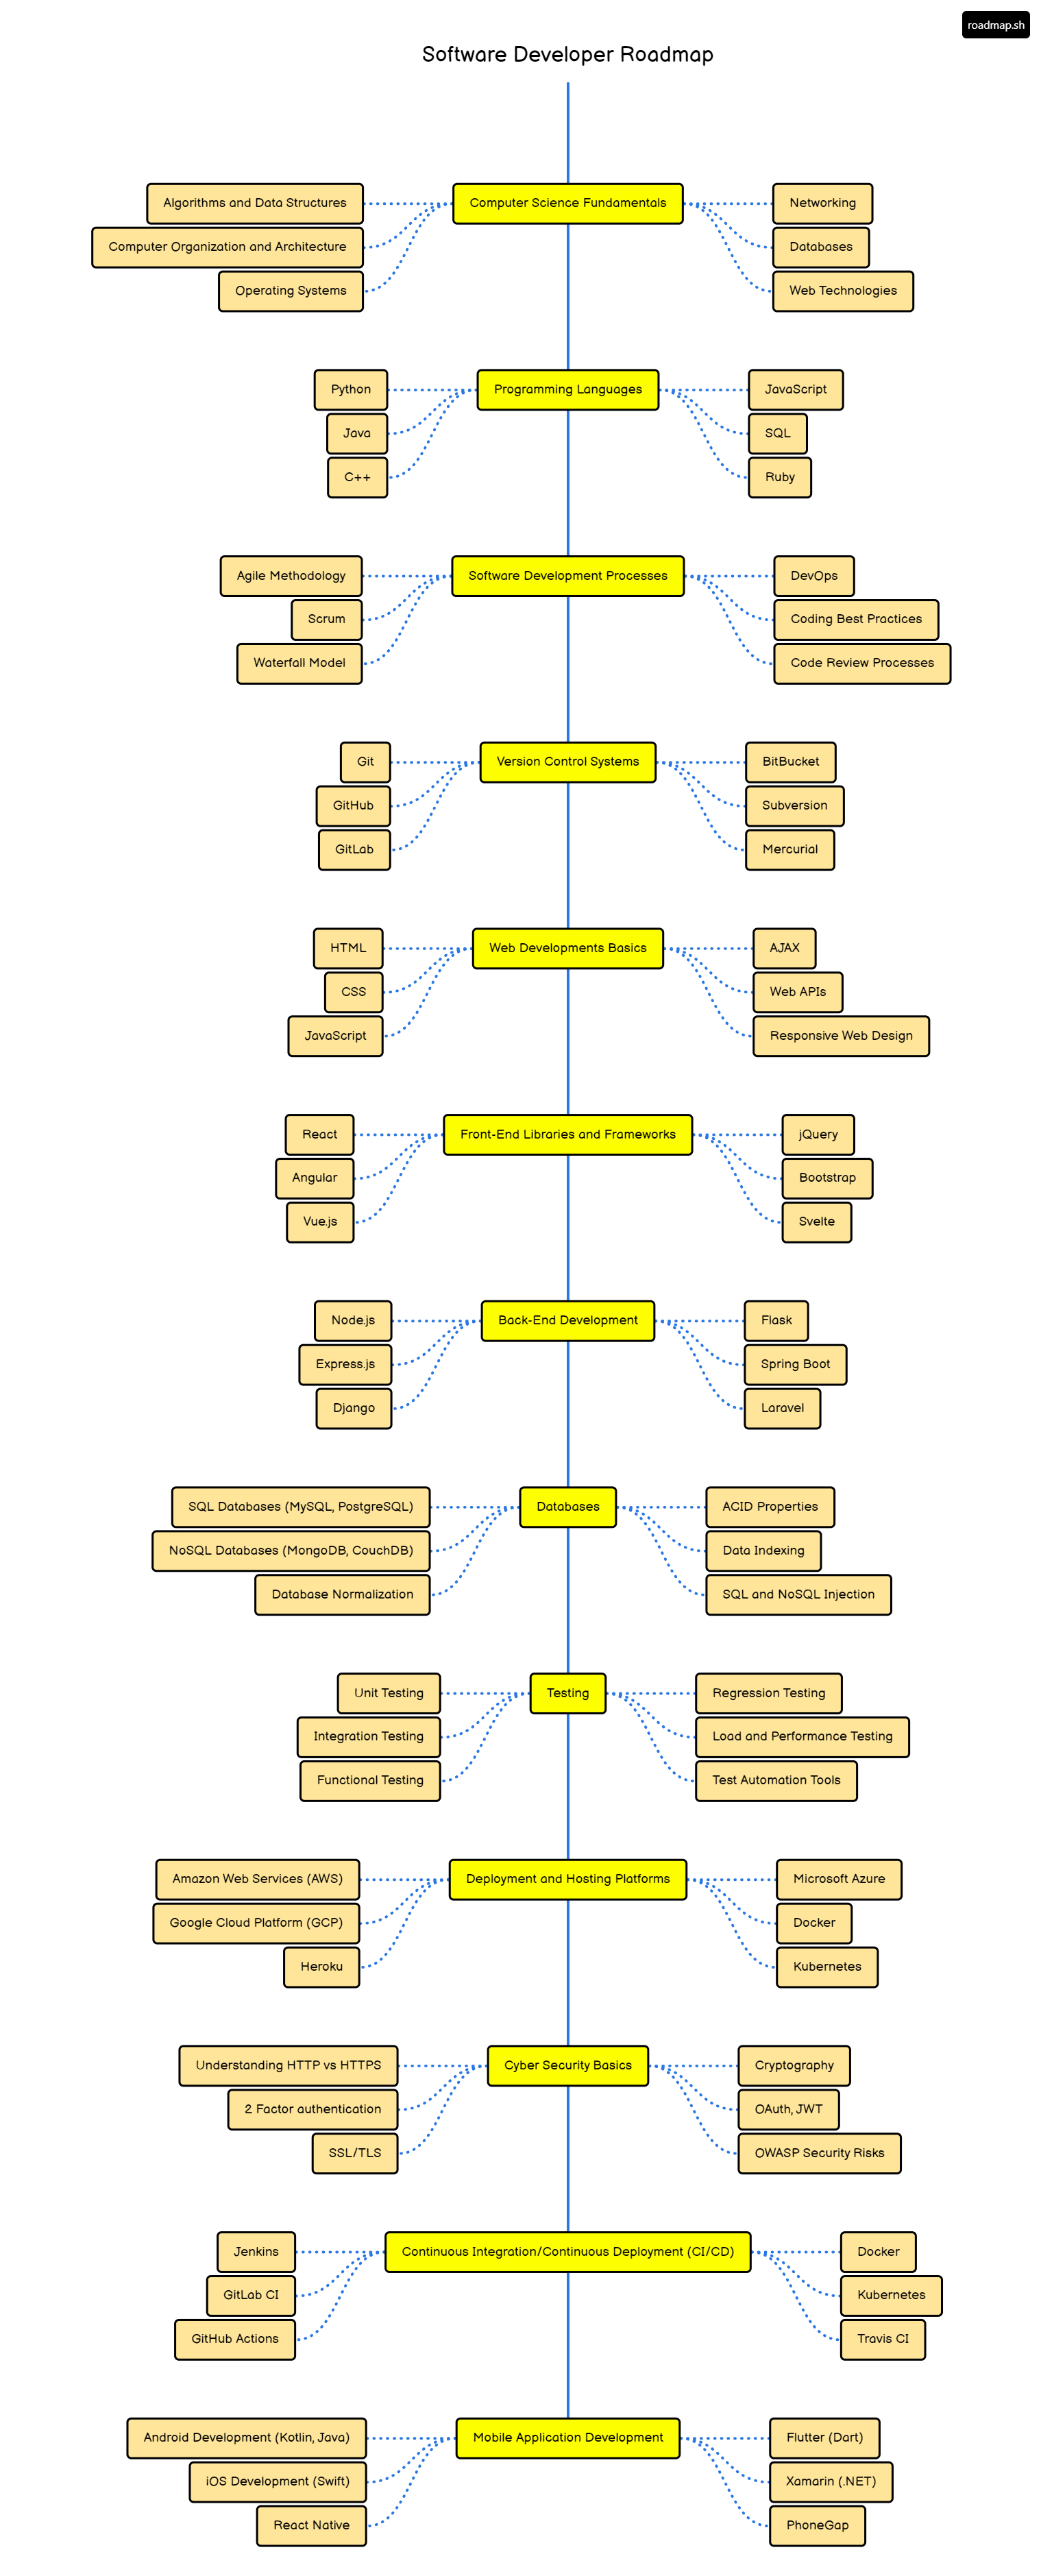 roadmap.sh
Software Developer Roadmap
Computer Science Fundamentals
Algorithms and Data Structures
Computer Organization and Architecture
Operating Systems
Networking
Databases
Web Technologies
Programming Languages
Python
Java
C++
JavaScript
SQL
Ruby
Software Development Processes
Agile Methodology
Scrum
Waterfall Model
DevOps
Coding Best Practices
Code Review Processes
Version Control Systems
Git
GitHub
GitLab
BitBucket
Subversion
Mercurial
Web Developments Basics
HTML
CSS
JavaScript
AJAX
Web APIs
Responsive Web Design
Front-End Libraries and Frameworks
React
Angular
Vue.js
jQuery
Bootstrap
Svelte
Back-End Development
Node.js
Express.js
Django
Flask
Spring Boot
Laravel
Databases
SQL Databases (MySQL, PostgreSQL)
NoSQL Databases (MongoDB, CouchDB)
Database Normalization
ACID Properties
Data Indexing
SQL and NoSQL Injection
Testing
Unit Testing
Integration Testing
Functional Testing
Regression Testing
Load and Performance Testing
Test Automation Tools
Deployment and Hosting Platforms
Amazon Web Services (AWS)
Google Cloud Platform (GCP)
Heroku
Microsoft Azure
Docker
Kubernetes
Cyber Security Basics
Understanding HTTP vs HTTPS
2 Factor authentication
SSL/TLS
Cryptography
OAuth, JWT
OWASP Security Risks
Continuous Integration/Continuous Deployment (CI/CD)
Jenkins
GitLab CI
GitHub Actions
Docker
Kubernetes
Travis CI
Mobile Application Development
Android Development (Kotlin, Java)
iOS Development (Swift)
React Native
Flutter (Dart)
Xamarin (.NET)
PhoneGap